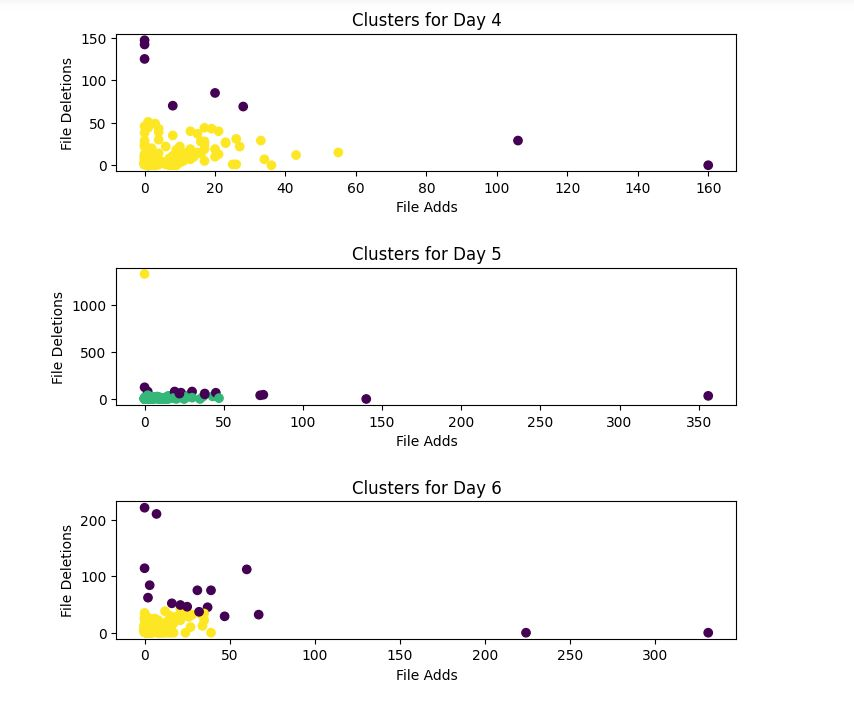 Clusters for Day 4
150
100
50
0
File Deletions
0 20 40 60 80 100 120 140 160
File Adds
Clusters for Day 5
1000
500
0
File Deletions
0 50 100 150 200 250 300 350
File Adds
Clusters for Day 6
200
100
0
File Deletions
0 50 100 150 200 250 300
File Adds